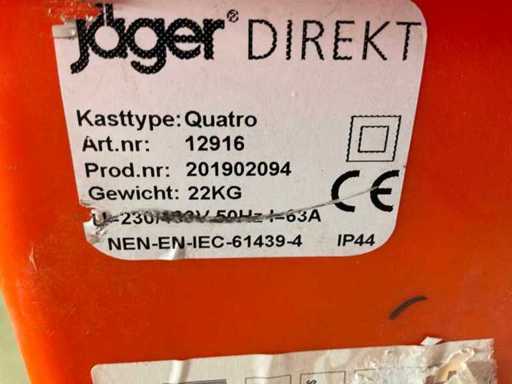 jäger® DIREKT
Kasttype: Quatro
Art.nr: 12916
Prod.nr: 201902094
Gewicht: 22KG
CE
50Hz I=63A
NEN-EN-IEC-61439-4 IP44